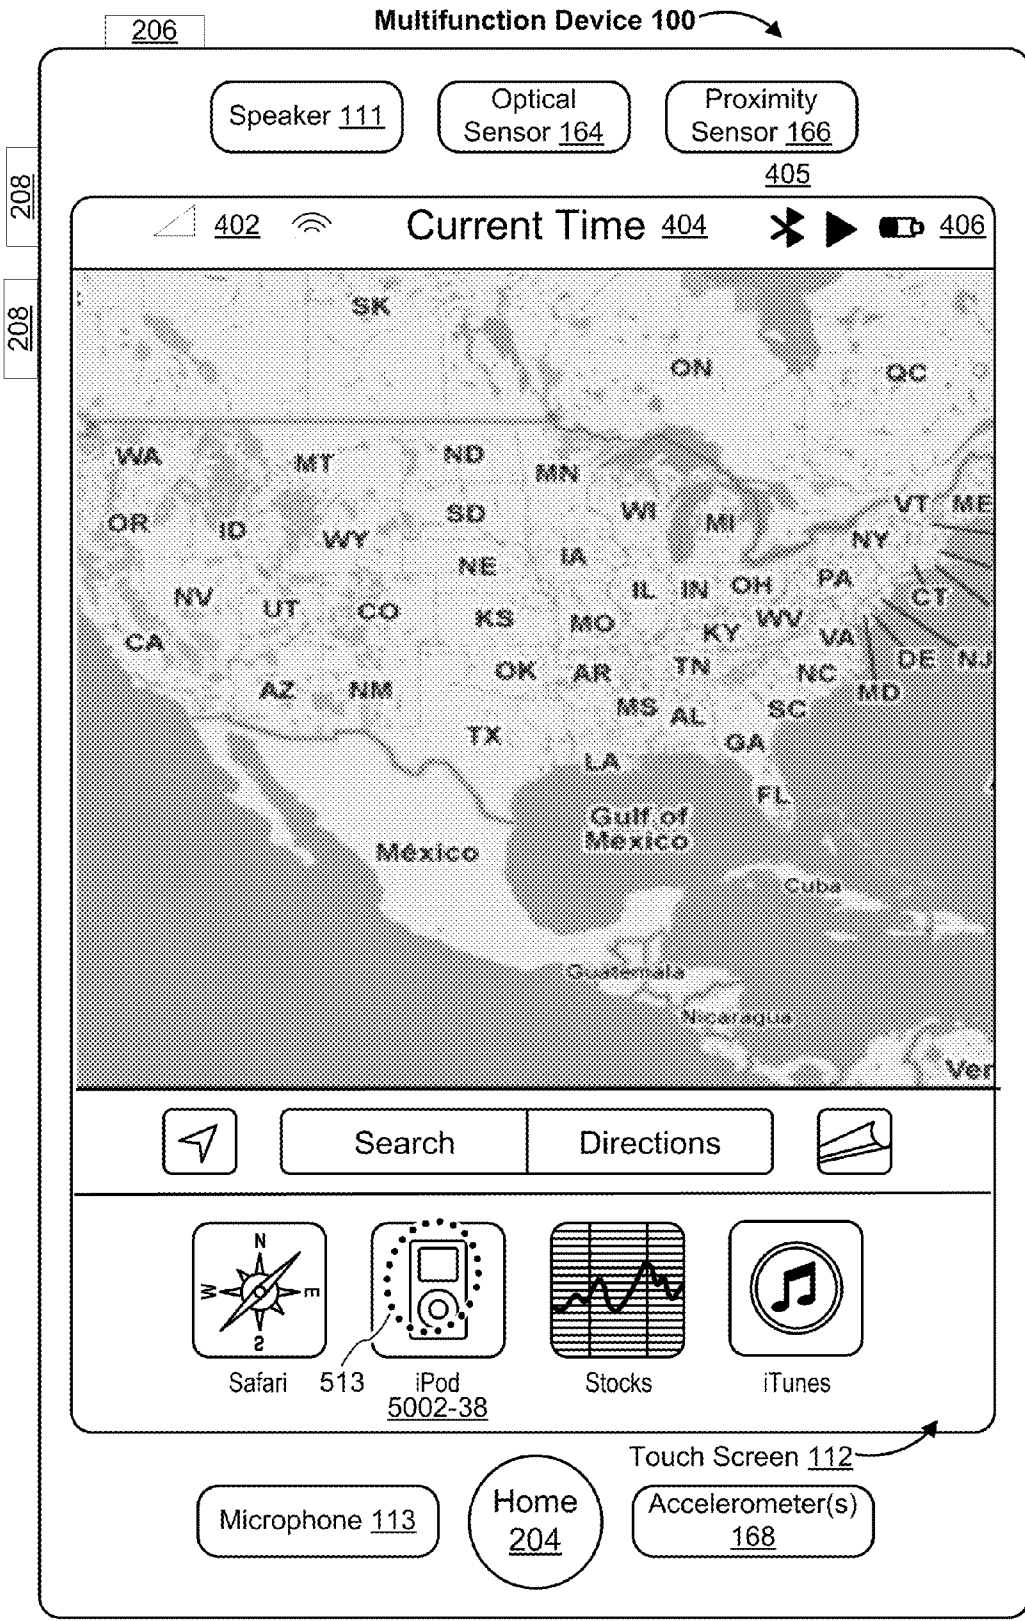 Multifunction Device 100
206
Speaker 111
Optical
Sensor 164
Proximity
Sensor 166
405
208
208
402
Current Time 404
406
SK
ON
QC
WA
MT
ND
MN
OR
ID
WY
SD
WI
MI
VT
ME
NY
NE
IA
PA
NV
UT
CO
KS
MO
IL
IN
OH
WV
CT
CA
KY
VA
DE
NJ
AZ
NM
OK
AR
TN
NC
MD
TX
MS
AL
SC
LA
GA
FL
Gulf of
Mexico
México
Cuba
Guatemala
Nicaragua
Ver
Search
Directions
N
W
E
S
Safari
513
iPod
5002-38
Stocks
iTunes
Touch Screen 112
Microphone 113
Home
204
Accelerometer(s)
168